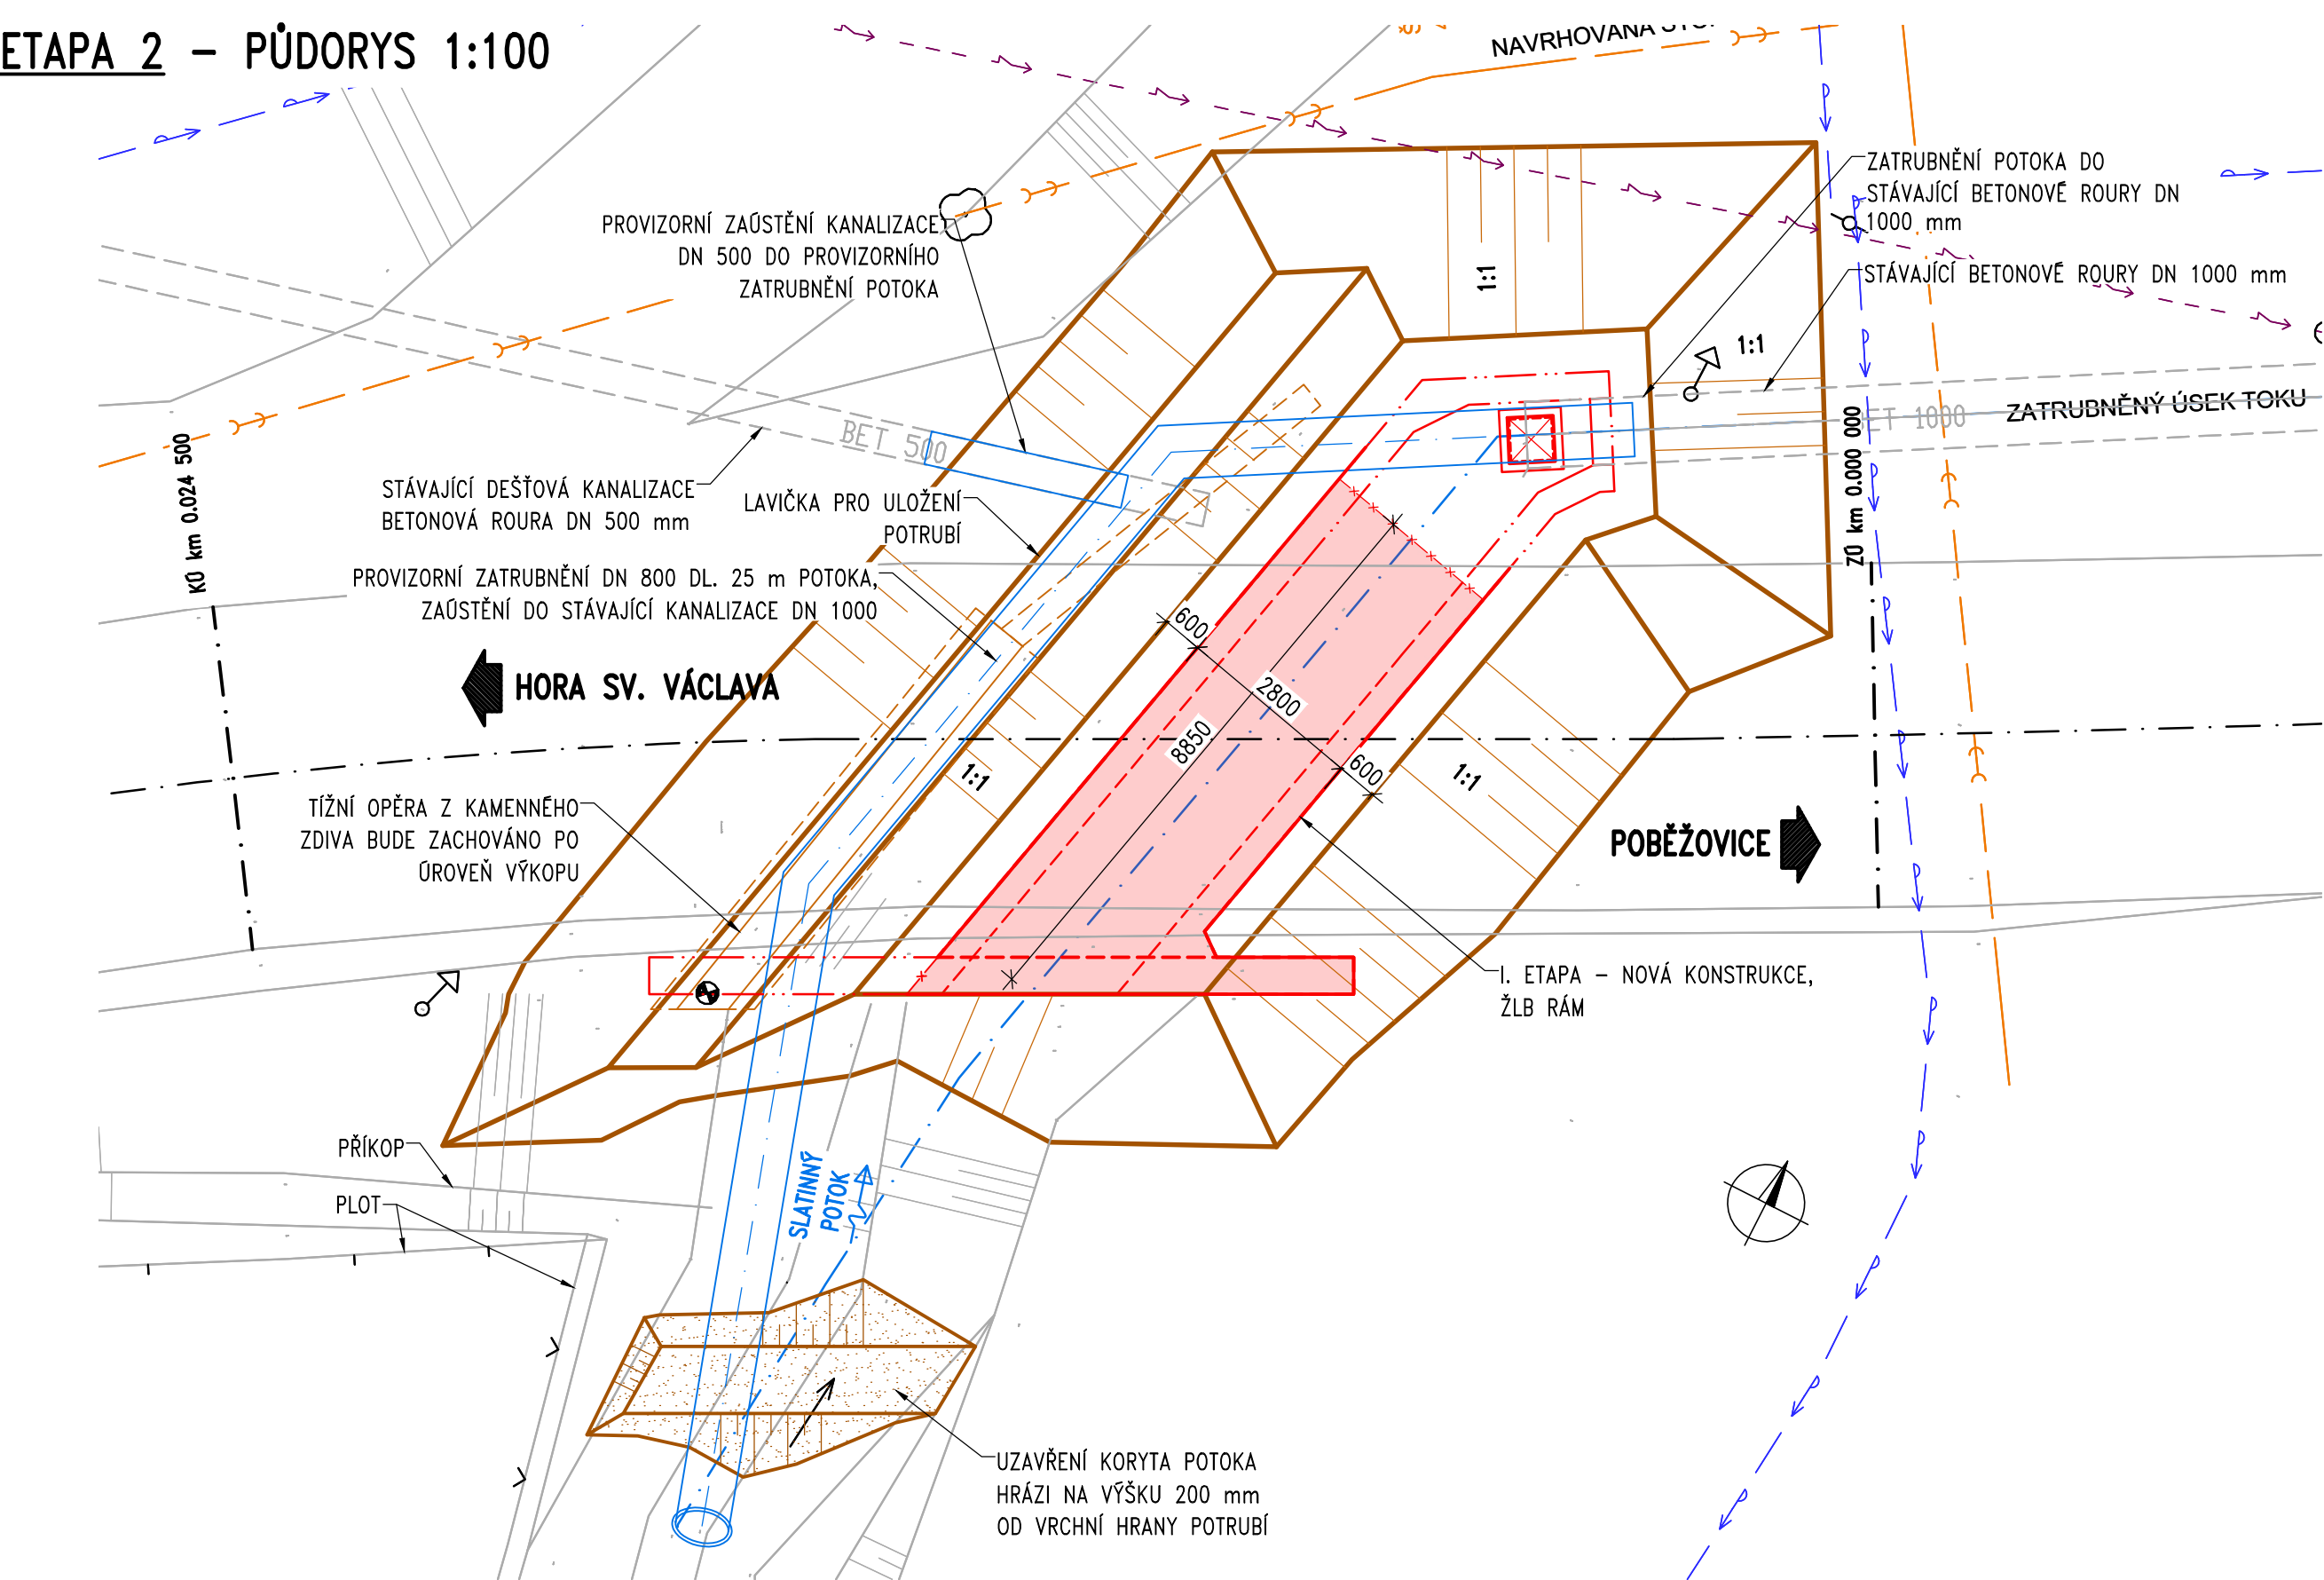 ETAPA 2 – PŮDORYS 1:100
NAVRHOVANÁ
ZATRUBNĚNÍ POTOKA DO
STÁVAJÍCÍ BETONOVÉ ROURY DN
1000 mm
STÁVAJÍCÍ BETONOVÉ ROURY DN 1000 mm
PROVIZORNÍ ZAÚSTĚNÍ KANALIZACE
DN 500 DO PROVIZORNÍHO
ZATRUBNĚNÍ POTOKA
1:1
1:1
BET 1000
ZATRUBNĚNÝ ÚSEK TOKU
BET 500
KÚ km 0.024 500
ZÚ km 0.000 000
STÁVAJÍCÍ DEŠŤOVÁ KANALIZACE
BETONOVÁ ROURA DN 500 mm
LAVIČKA PRO ULOŽENÍ
POTRUBÍ
PROVIZORNÍ ZATRUBNĚNÍ DN 800 DL. 25 m POTOKA,
ZAÚSTĚNÍ DO STÁVAJÍCÍ KANALIZACE DN 1000
600
2800
8850
600
HORA SV. VÁCLAVA
1:1
1:1
TÍŽNÍ OPĚRA Z KAMENNÉHO
ZDIVA BUDE ZACHOVÁNO PO
ÚROVEŇ VÝKOPU
POBĚŽOVICE
I. ETAPA – NOVÁ KONSTRUKCE,
ŽLB RÁM
PŘÍKOP
PLOT
SLATINNÝ
POTOK
UZAVŘENÍ KORYTA POTOKA
HRÁZI NA VÝŠKU 200 mm
OD VRCHNÍ HRANY POTRUBÍ